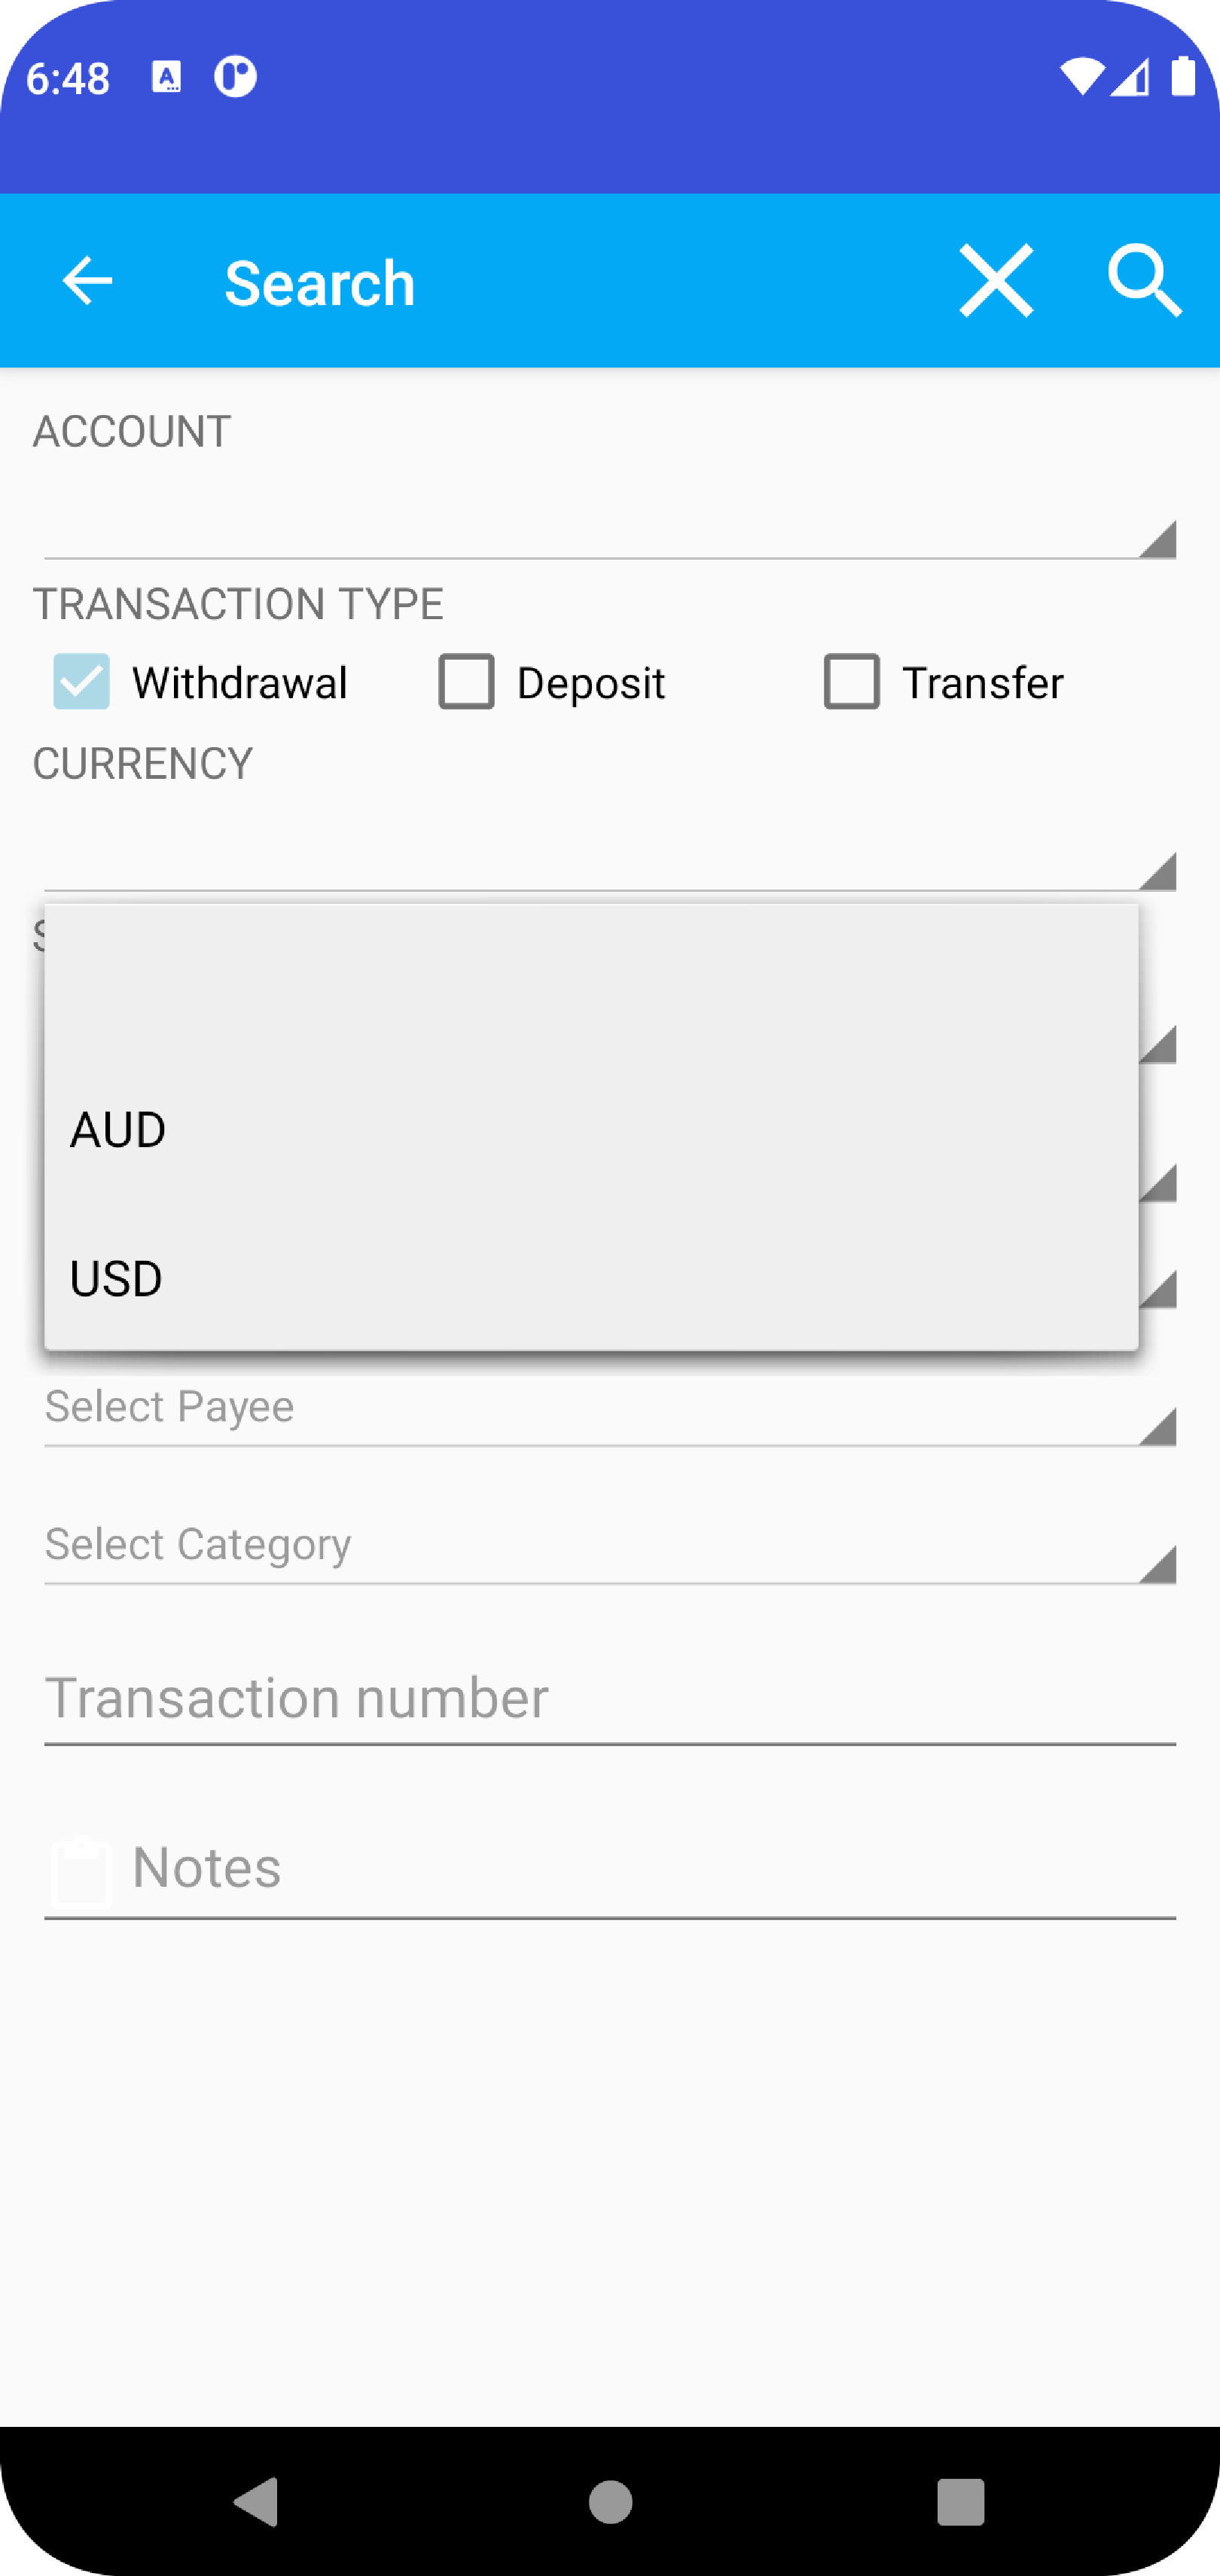 6:48
Search
ACCOUNT
TRANSACTION TYPE
Withdrawal Deposit Transfer
CURRENCY
AUD
USD
Select Payee
Select Category
Transaction number
Notes